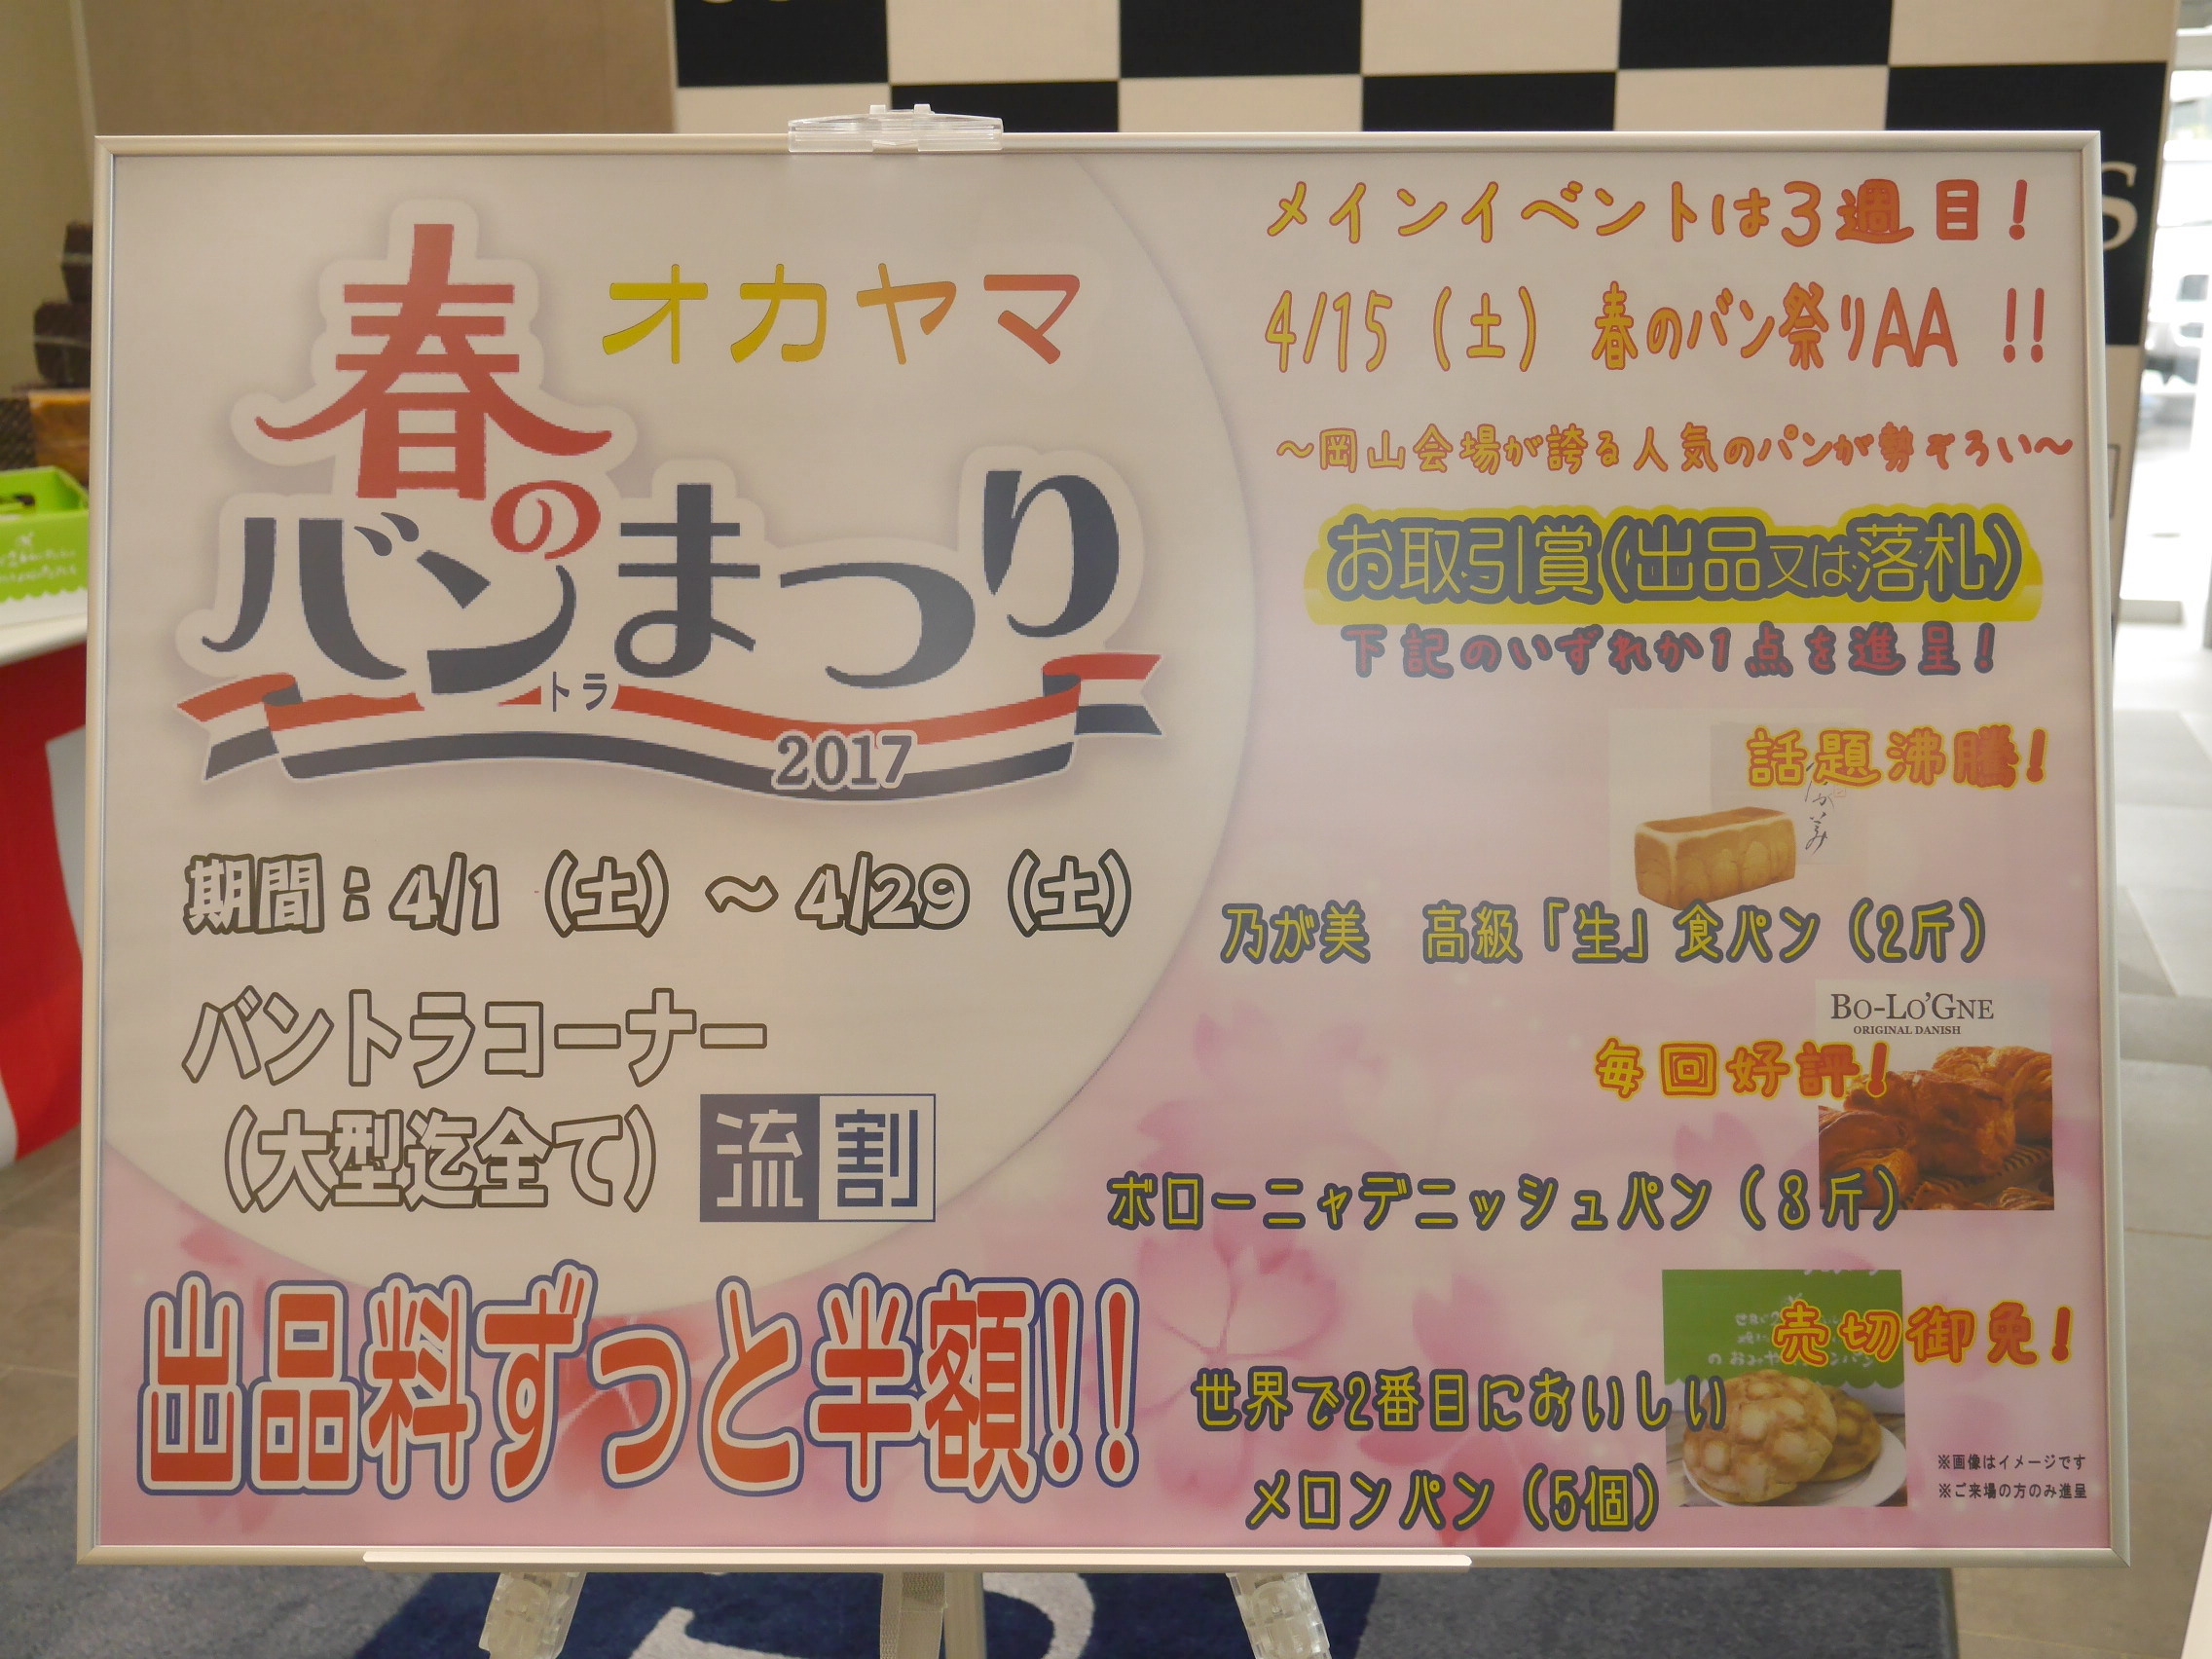 オカヤマ
春の
バンまつり
トラ
2017
期間：4/1（土）～4/29（土）
バントラコーナー
（大型迄全て）
流割
出品料ずっと半額!!
メインイベントは3週目！
4/15（土） 春のバン祭りAA !!
～岡山会場が誇る人気のパンが勢ぞろい～
お取引賞（出品又は落札）
下記のいずれか1点を進呈！
話題沸騰！
乃が美　高級「生」食パン（2斤）
BO-LO'GNE
ORIGINAL DANISH
毎回好評！
ボローニャデニッシュパン（3斤）
売切御免！
世界で2番目においしい
メロンパン（5個）
※画像はイメージです
※ご来場の方のみ進呈